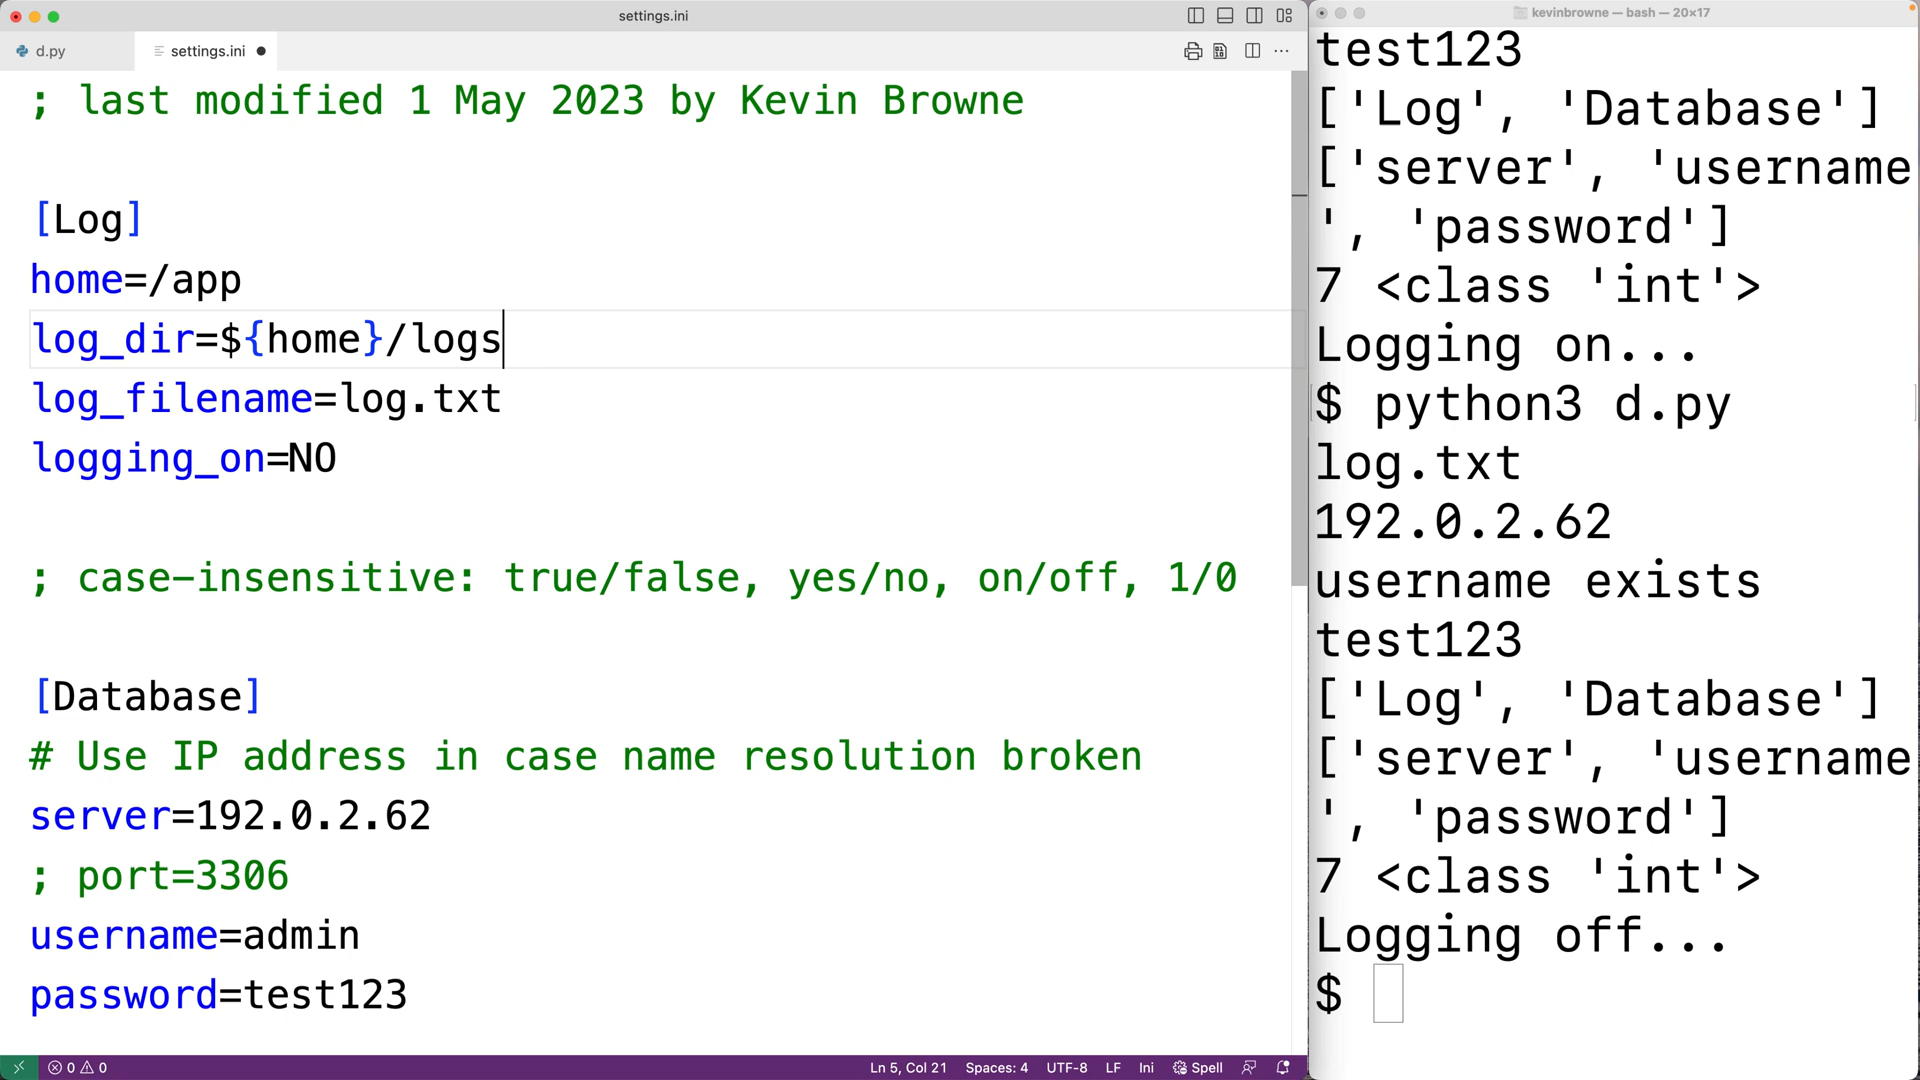 settings.ini
d.py
settings.ini
; last modified 1 May 2023 by Kevin Browne
[Log]
home=/app
log_dir=${home}/logs
log_filename=log.txt
logging_on=NO
; case-insensitive: true/false, yes/no, on/off, 1/0
[Database]
# Use IP address in case name resolution broken
server=192.0.2.62
; port=3306
username=admin
password=test123
0 0
Ln 5, Col 21 Spaces: 4 UTF-8 LF Ini Spell
kevinbrowne — bash — 20×17
test123
['Log', 'Database']
['server', 'username
', 'password']
7 <class 'int'>
Logging on...
$ python3 d.py
log.txt
192.0.2.62
username exists
test123
['Log', 'Database']
['server', 'username
', 'password']
7 <class 'int'>
Logging off...
$